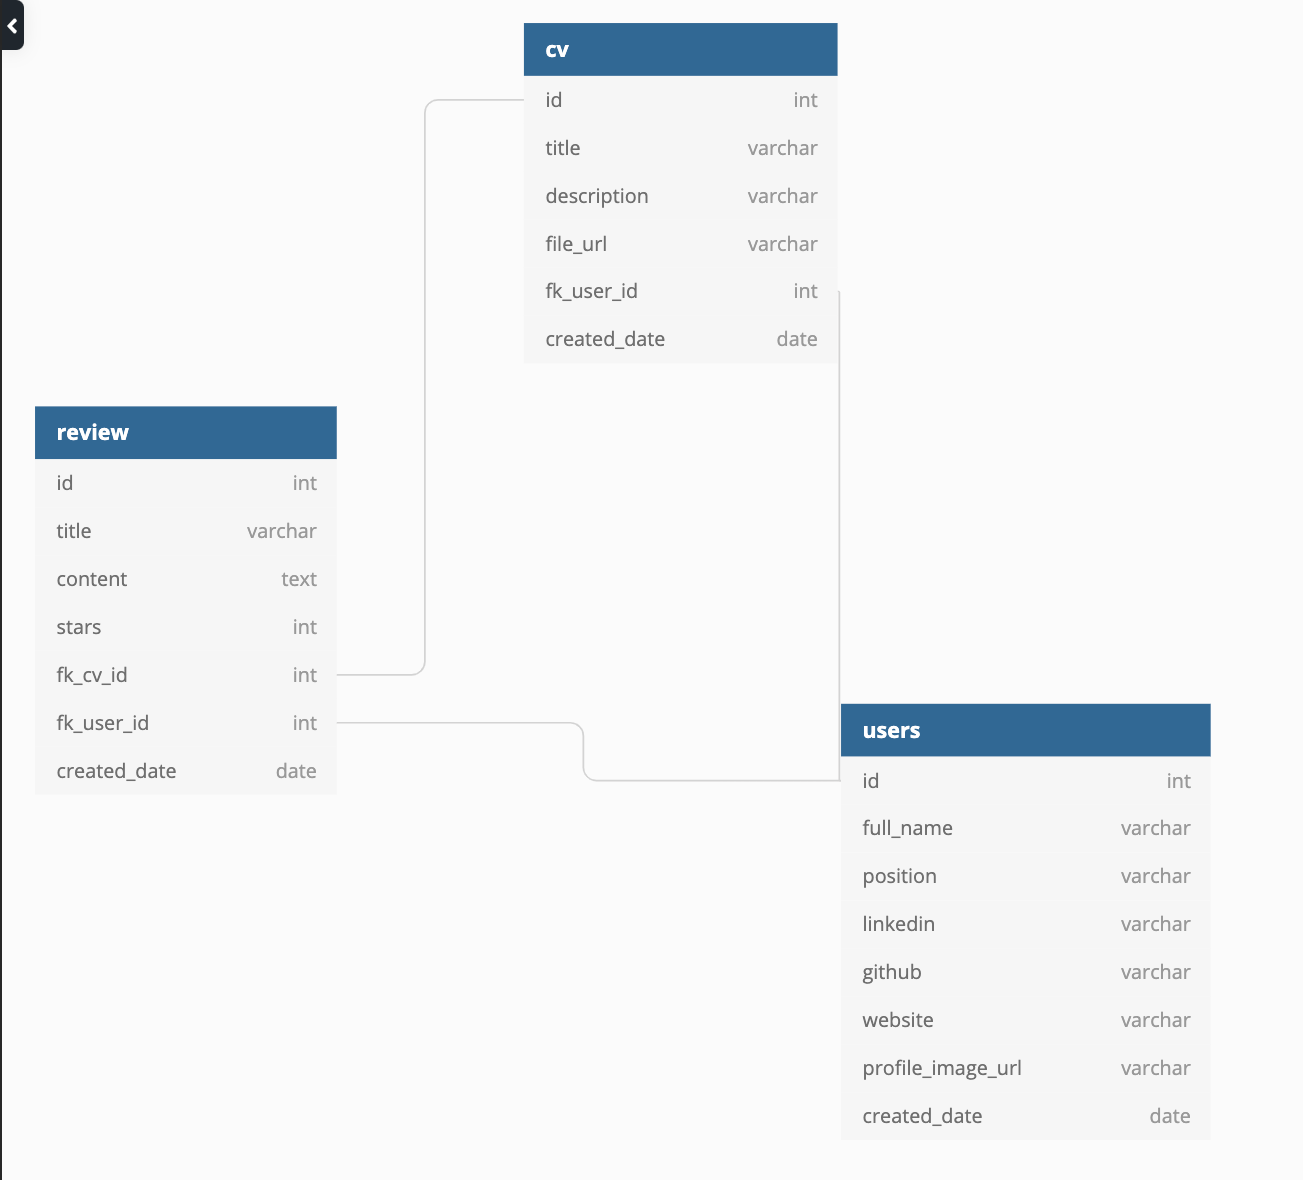 cv
id int
title varchar
description varchar
file_url varchar
fk_user_id int
created_date date
review
id int
title varchar
content text
stars int
fk_cv_id int
fk_user_id int
created_date date
users
id int
full_name varchar
position varchar
linkedin varchar
github varchar
website varchar
profile_image_url varchar
created_date date